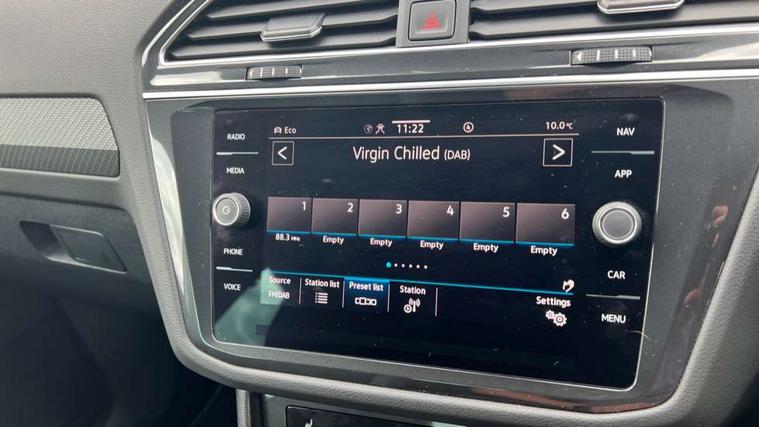 RADIO
MEDIA
PHONE
VOICE
Eco 11:22 10.0°C
< Virgin Chilled (DAB) >
1 2 3 4 5 6
88.3 MHz Empty Empty Empty Empty Empty
Source Station list Preset list Station Settings
FM/DAB
NAV
APP
CAR
MENU